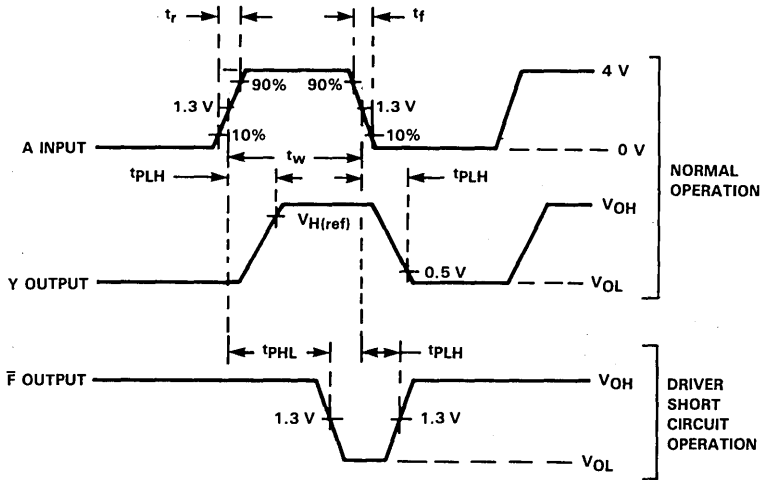 tr
tf
4 V
90%
90%
1.3 V
1.3 V
10%
10%
A INPUT
0 V
tw
tPLH
tPLH
NORMAL
OPERATION
VOH
VH(ref)
0.5 V
Y OUTPUT
VOL
tPHL
tPLH
F̅ OUTPUT
VOH
DRIVER
SHORT
CIRCUIT
OPERATION
1.3 V
1.3 V
VOL